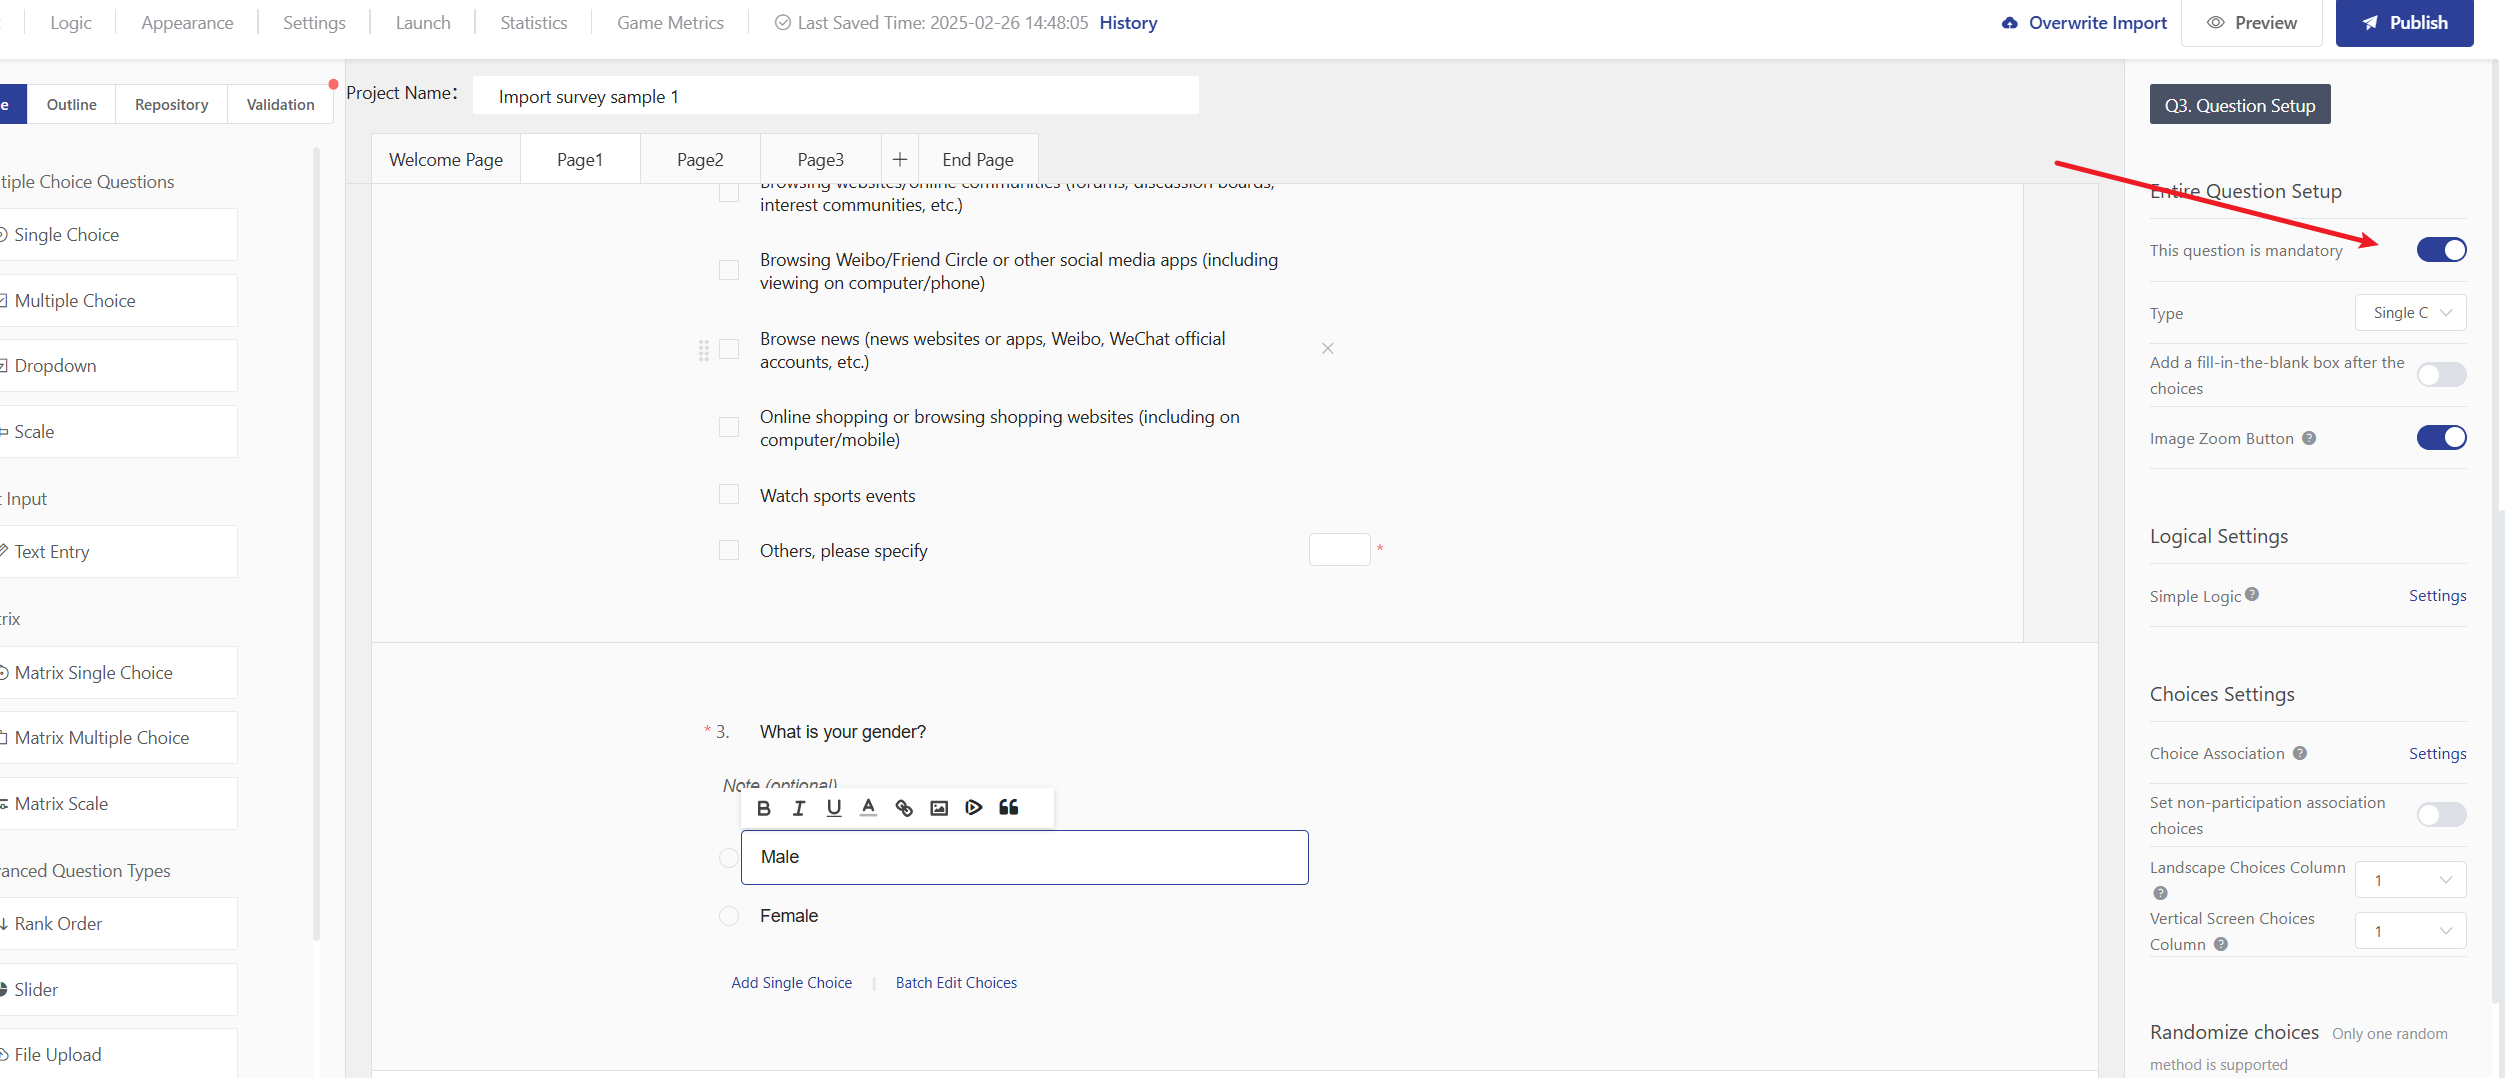 Logic
Appearance
Settings
Launch
Statistics
Game Metrics
Last Saved Time: 2025-02-26 14:48:05 History
Overwrite Import
Preview
Publish
e
Outline
Repository
Validation
tiple Choice Questions
Single Choice
Multiple Choice
Dropdown
Scale
t Input
Text Entry
rix
Matrix Single Choice
Matrix Multiple Choice
Matrix Scale
anced Question Types
Rank Order
Slider
File Upload
Project Name:
Import survey sample 1
Welcome Page
Page1
Page2
Page3
+
End Page
Browsing websites/online communities (forums, discussion boards,
interest communities, etc.)
Browsing Weibo/Friend Circle or other social media apps (including
viewing on computer/phone)
Browse news (news websites or apps, Weibo, WeChat official
accounts, etc.)
Online shopping or browsing shopping websites (including on
computer/mobile)
Watch sports events
Others, please specify *
* 3. What is your gender?
Note (optional)
B I U A
Male
Female
Add Single Choice | Batch Edit Choices
Q3. Question Setup
Entire Question Setup
This question is mandatory
Type Single C
Add a fill-in-the-blank box after the
choices
Image Zoom Button ?
Logical Settings
Simple Logic ? Settings
Choices Settings
Choice Association ? Settings
Set non-participation association
choices
Landscape Choices Column
? 1
Vertical Screen Choices
Column ? 1
Randomize choices Only one random
method is supported